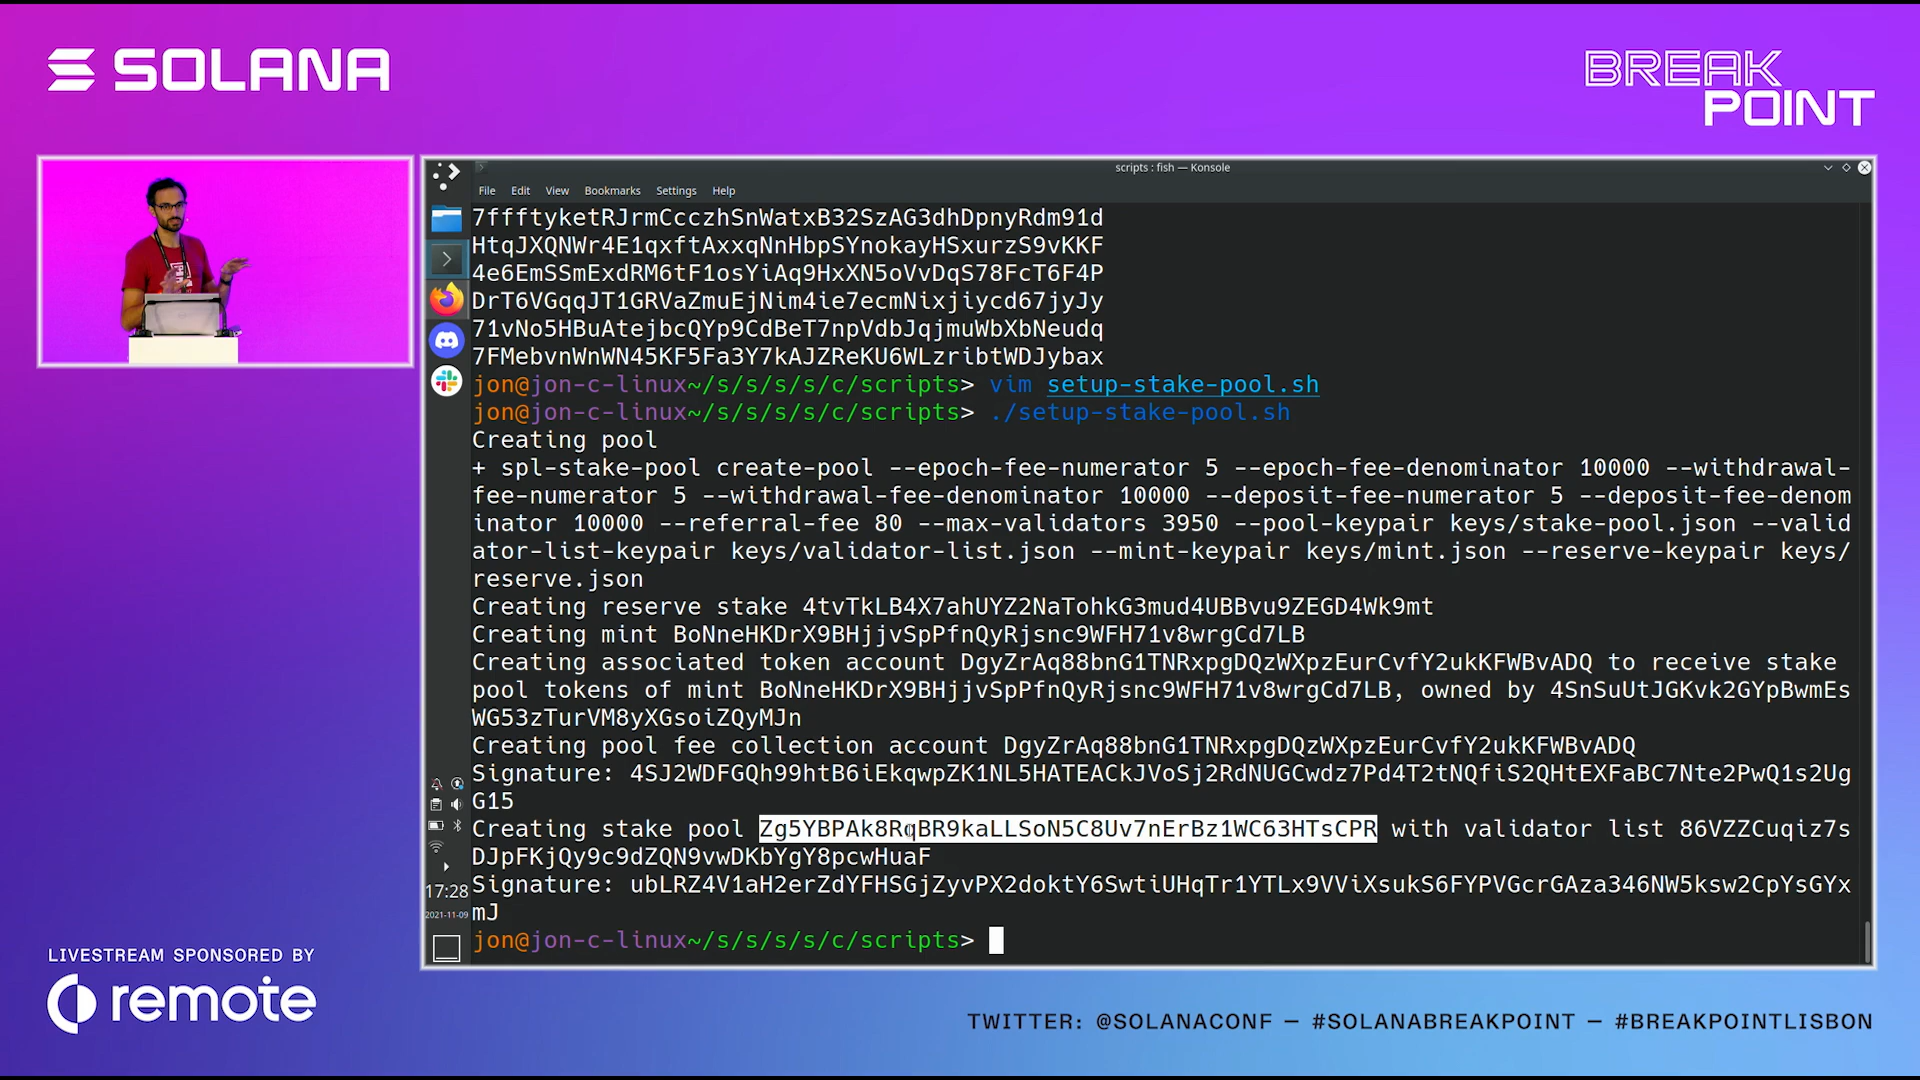 SOLANA
BREAK
POINT
scripts : fish — Konsole
File Edit View Bookmarks Settings Help
7ffftyketRJrmCcczhSnWatxB32SzAG3dhDpnyRdm91d
HtqJXQNWr4E1qxftAxxqNnHbpSYnokayHSxurzS9vKKF
4e6EmSSmExdRM6tF1osYiAq9HxXN5oVvDqS78FcT6F4P
DrT6VGqqJT1GRVaZmuEjNim4ie7ecmNixjiycd67jyJy
71vNo5HBuAtejbcQYp9CdBeT7npVdbJqjmuWbXbNeudq
7FMebvnWnWN45KF5Fa3Y7kAJZReKU6WLzribtWDJybax
jon@jon-c-linux~/s/s/s/s/c/scripts> vim setup-stake-pool.sh
jon@jon-c-linux~/s/s/s/s/c/scripts> ./setup-stake-pool.sh
Creating pool
+ spl-stake-pool create-pool --epoch-fee-numerator 5 --epoch-fee-denominator 10000 --withdrawal-
fee-numerator 5 --withdrawal-fee-denominator 10000 --deposit-fee-numerator 5 --deposit-fee-denom
inator 10000 --referral-fee 80 --max-validators 3950 --pool-keypair keys/stake-pool.json --valid
ator-list-keypair keys/validator-list.json --mint-keypair keys/mint.json --reserve-keypair keys/
reserve.json
Creating reserve stake 4tvTkLB4X7ahUYZ2NaTohkG3mud4UBBvu9ZEGD4Wk9mt
Creating mint BoNneHKDrX9BHjjvSpPfnQyRjsnc9WFH71v8wrgCd7LB
Creating associated token account DgyZrAq88bnG1TNRxpgDQzWXpzEurCvfY2ukKFWBvADQ to receive stake
pool tokens of mint BoNneHKDrX9BHjjvSpPfnQyRjsnc9WFH71v8wrgCd7LB, owned by 4SnSuUtJGKvk2GYpBwmEs
WG53zTurVM8yXGsoiZQyMJn
Creating pool fee collection account DgyZrAq88bnG1TNRxpgDQzWXpzEurCvfY2ukKFWBvADQ
Signature: 4SJ2WDFGQh99htB6iEkqwpZK1NL5HATEACkJVoSj2RdNUGCwdz7Pd4T2tNQfiS2QHtEXFaBC7Nte2PwQ1s2Ug
G15
Creating stake pool Zg5YBPAk8RqBR9kaLLSoN5C8Uv7nErBz1WC63HTsCPR with validator list 86VZZCuqiz7s
DJpFKjQy9c9dZQN9vwDKbYgY8pcwHuaF
Signature: ubLRZ4V1aH2erZdYFHSGjZyvPX2doktY6SwtiUHqTr1YTLx9VViXsukS6FYPVGcrGAza346NW5ksw2CpYsGYx
mJ
jon@jon-c-linux~/s/s/s/s/c/scripts>
17:28
2021-11-09
LIVESTREAM SPONSORED BY
remote
TWITTER: @SOLANACONF — #SOLANABREAKPOINT — #BREAKPOINTLISBON